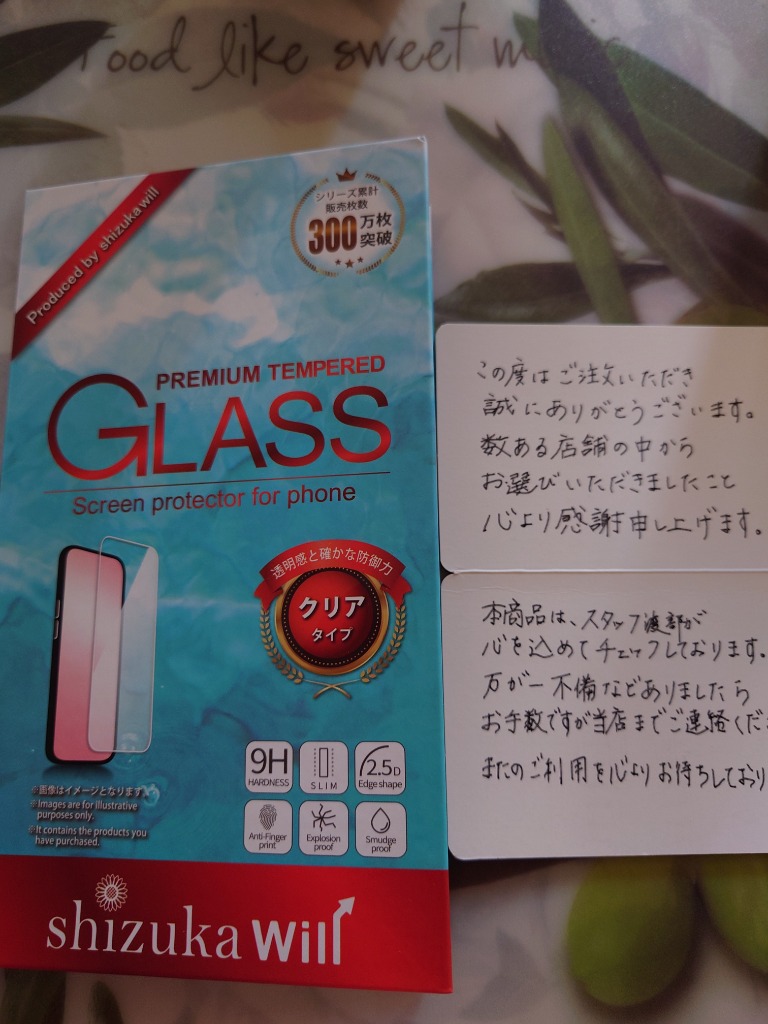 Food like sweet
Produced by shizukawill
シリーズ累計
販売枚数
300万枚
突破
PREMIUM TEMPERED
GLASS
Screen protector for phone
透明感と確かな防御力
クリア
タイプ
9H
HARDNESS
SLIM
2.5D
Edge shape
Anti-Finger
print
Explosion
proof
Smudge
proof
※画像はイメージとなります
※Images are for illustrative
purposes only.
※It contains the products you
have purchased.
shizuka will
この度はご注文いただき
誠にありがとうございます。
数ある店舗の中から
お選びいただきましたこと
心より感謝申し上げます。
本商品は、スタッフ渡部が
心を込めてチェックしております。
万が一不備などありましたら
お手数ですが当店までご連絡くだ
またのご利用を心よりお待ちしており